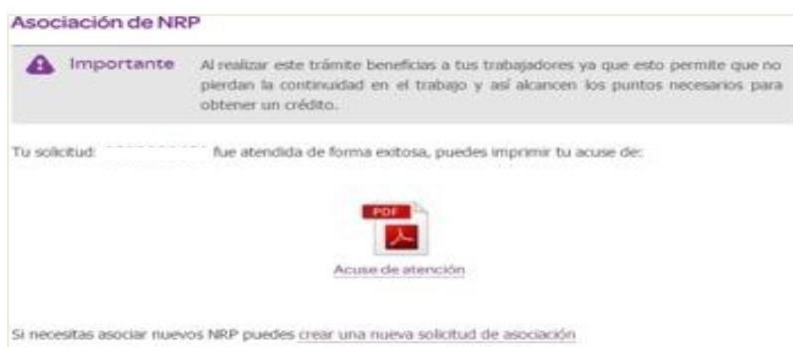 Asociación de NRP
Importante
Al realizar este trámite beneficias a tus trabajadores ya que esto permite que no
pierdan la continuidad en el trabajo y así alcancen los puntos necesarios para
obtener un crédito.
Tu solicitud: fue atendida de forma exitosa, puedes imprimir tu acuse de:
PDF
Acuse de atención
Si necesitas asociar nuevos NRP puedes crear una nueva solicitud de asociación